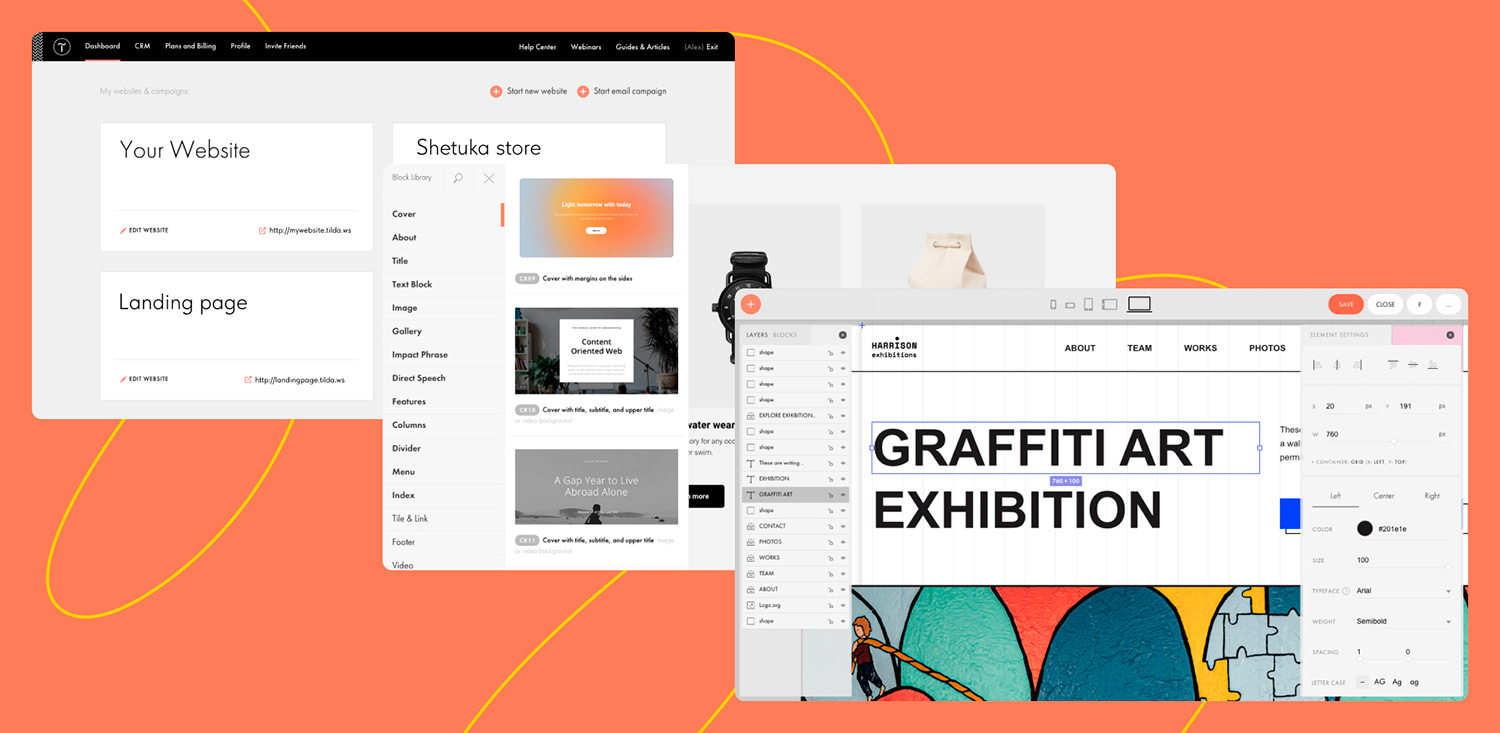 Dashboard
CRM
Plans and Billing
Profile
Invite Friends
Help Center
Webinars
Guides & Articles
(Alex) Exit
My websites & campaigns
Start new website
Start email campaign
Your Website
EDIT WEBSITE
http://mywebsite.tilda.ws
Shetuka store
Landing page
EDIT WEBSITE
http://landingpage.tilda.ws
Block Library
Cover
About
Title
Text Block
Image
Gallery
Impact Phrase
Direct Speech
Features
Columns
Divider
Menu
Index
Tile & Link
Footer
Video
Light tomorrow with today
CR09 Cover with margins on the sides
Content
Oriented Web
CR10 Cover with title, subtitle, and upper title image
or video background
A Gap Year to Live
Abroad Alone
CR11 Cover with title, subtitle, and upper title image
or video background
water wear
ory for any occ
r swim.
n more
SAVE
CLOSE
...
LAYERS BLOCKS
shape
shape
shape
shape
EXPLORE EXHIBITION..
shape
shape
These are writing ..
EXHIBITION
GRAFFITI ART
shape
CONTACT
PHOTOS
WORKS
TEAM
ABOUT
Logo.svg
shape
HARRISON
exhibitions
ABOUT
TEAM
WORKS
PHOTOS
GRAFFITI ART
760 × 100
EXHIBITION
These
a wal
perm
ELEMENT SETTINGS
X 20 px Y 191 px
W 760 px
+ CONTAINER: GRID (X: LEFT, Y: TOP)
Left Center Right
COLOR #201e1e
SIZE 100
TYPEFACE ? Arial
WEIGHT Semibold
SPACING 1 0
LETTER CASE – AG Ag ag